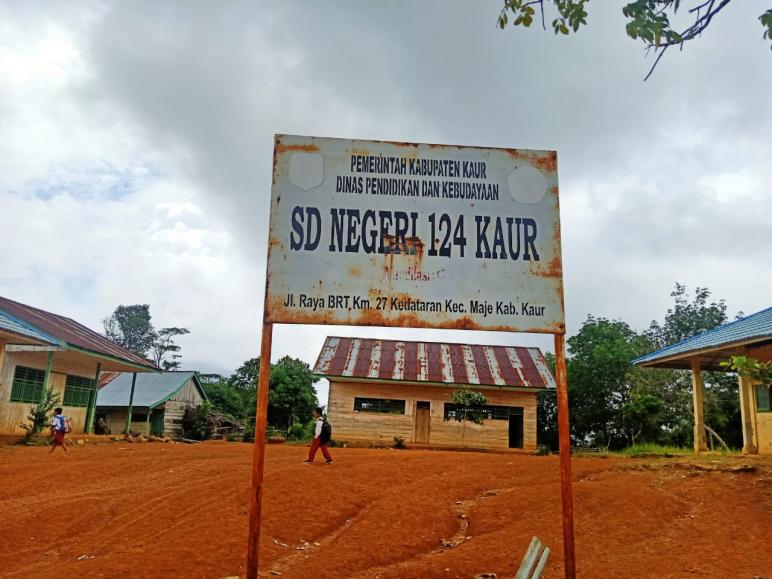 PEMERINTAH KABUPATEN KAUR
DINAS PENDIDIKAN DAN KEBUDAYAAN
SD NEGERI 124 KAUR
C
Jl. Raya BRT, Km. 27 Kedataran Kec. Maje Kab. Kaur